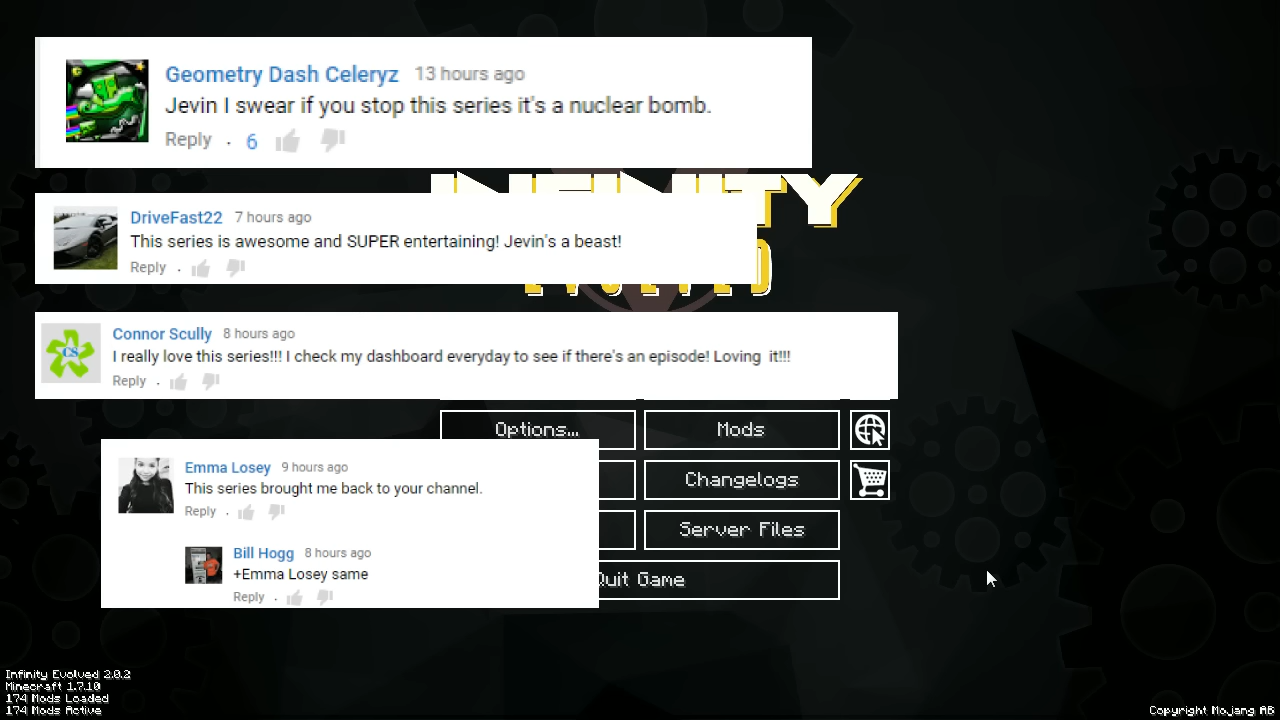 Geometry Dash Celeryz 13 hours ago
Jevin I swear if you stop this series it's a nuclear bomb.
Reply . 6
INFINITY
DriveFast22 7 hours ago
This series is awesome and SUPER entertaining! Jevin's a beast!
Reply .
EVOLVED
Connor Scully 8 hours ago
CS
I really love this series!!! I check my dashboard everyday to see if there's an episode! Loving it!!!
Reply .
Options... Mods
Emma Losey 9 hours ago
This series brought me back to your channel.
Reply .
Changelogs
Server Files
Bill Hogg 8 hours ago
+Emma Losey same
Reply .
Quit Game
Infinity Evolved 2.0.2
Minecraft 1.7.10
174 Mods Loaded
174 Mods Active
Copyright Mojang AB